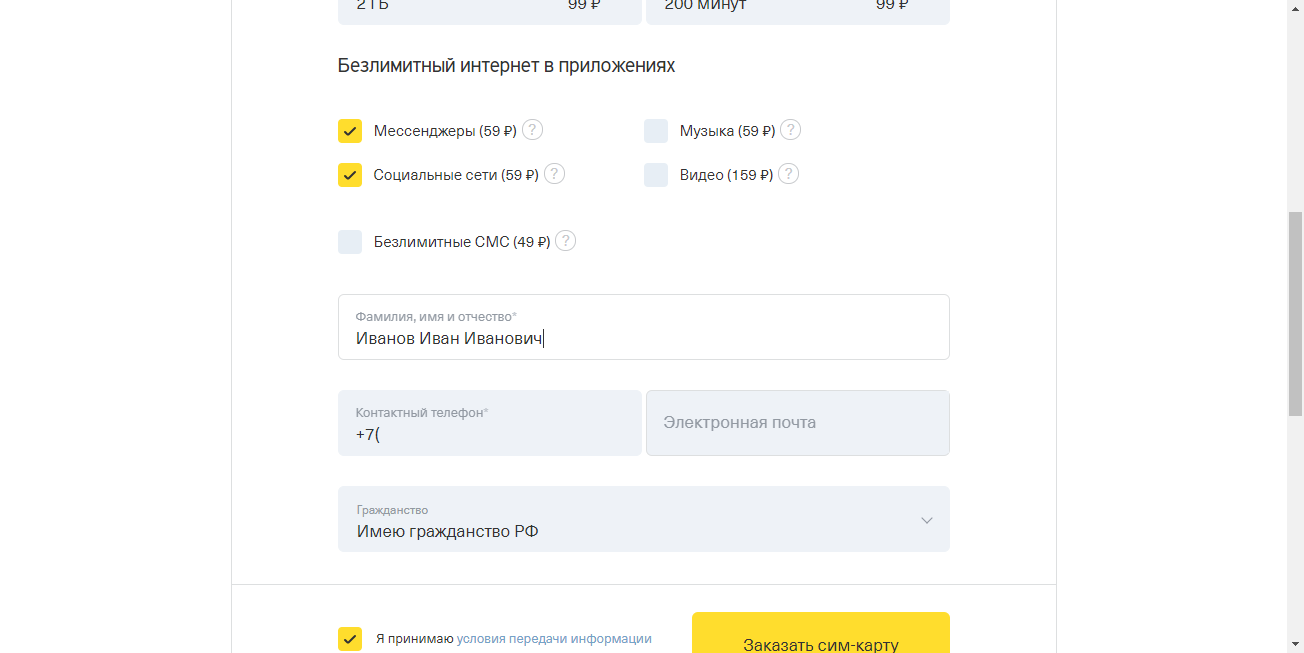 2 ГБ 99 ₽ 200 минут 99 ₽
Безлимитный интернет в приложениях
Мессенджеры (59 ₽) ? Музыка (59 ₽) ?
Социальные сети (59 ₽) ? Видео (159 ₽) ?
Безлимитные СМС (49 ₽) ?
Фамилия, имя и отчество*
Иванов Иван Иванович
Контактный телефон*
+7(
Электронная почта
Гражданство
Имею гражданство РФ
Я принимаю условия передачи информации
Заказать сим-карту